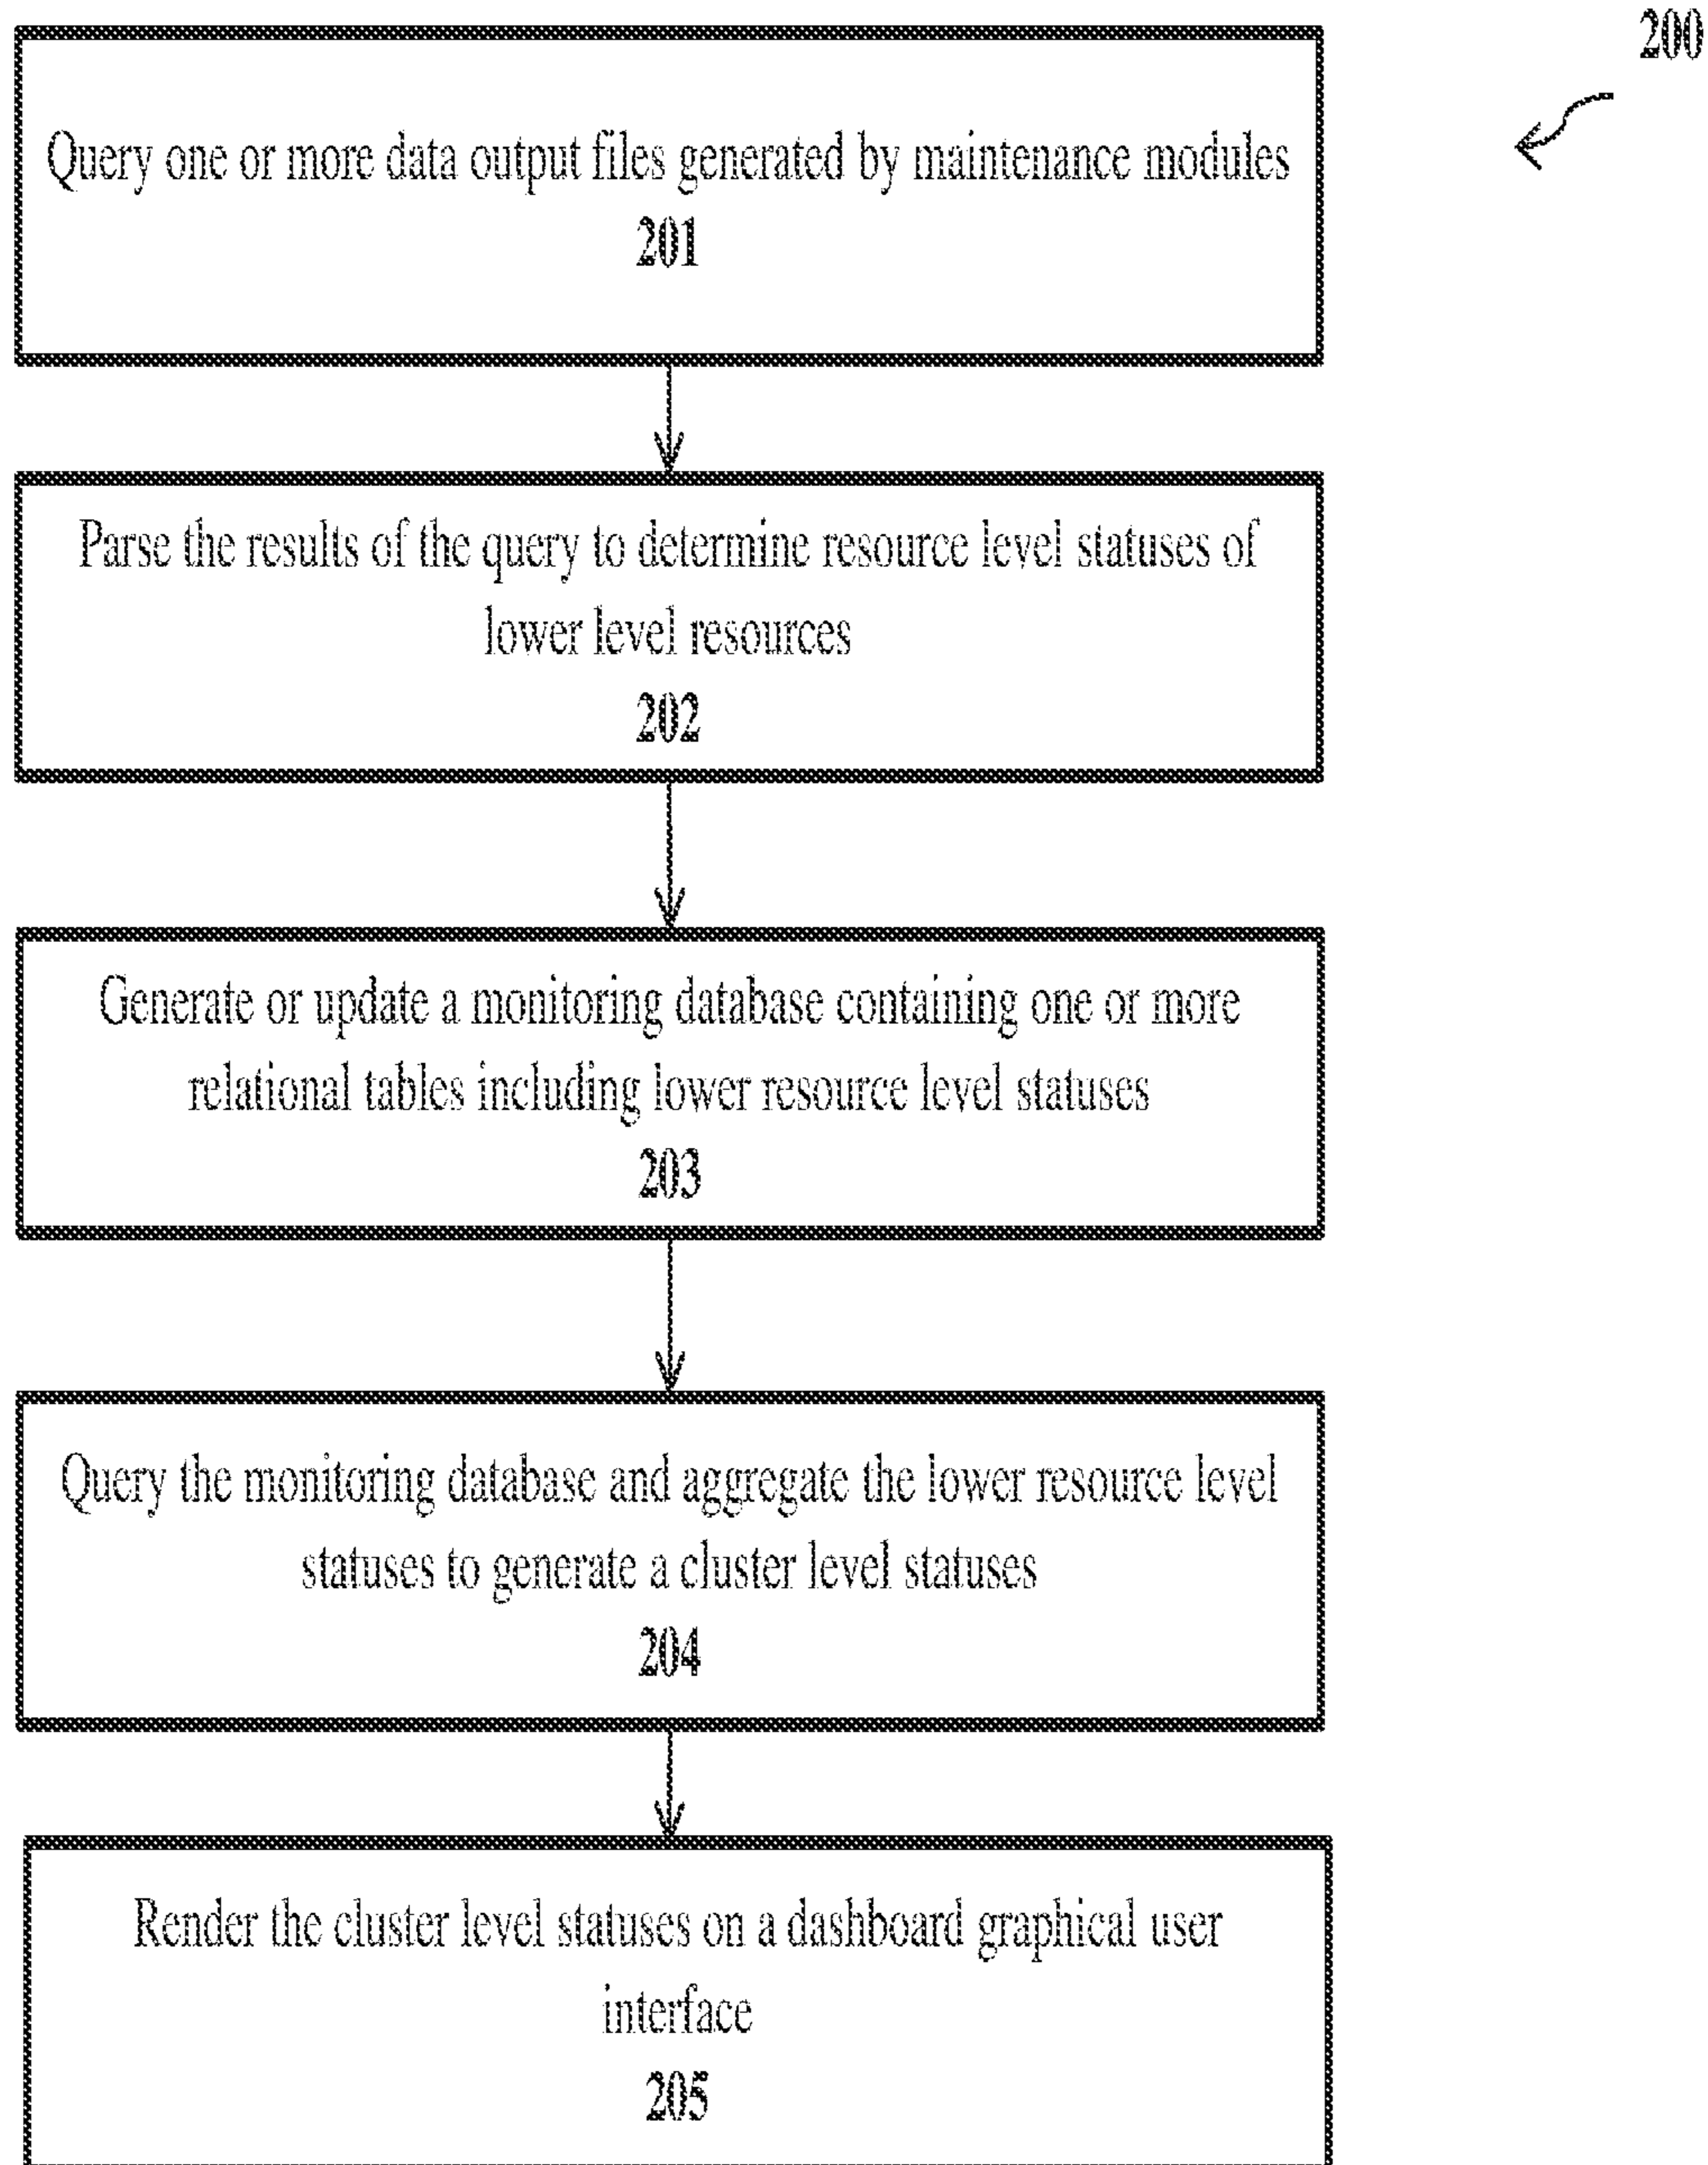 200
Query one or more data output files generated by maintenance modules
201
Parse the results of the query to determine resource level statuses of
lower level resources
202
Generate or update a monitoring database containing one or more
relational tables including lower resource level statuses
203
Query the monitoring database and aggregate the lower resource level
statuses to generate a cluster level statuses
204
Render the cluster level statuses on a dashboard graphical user
interface
205